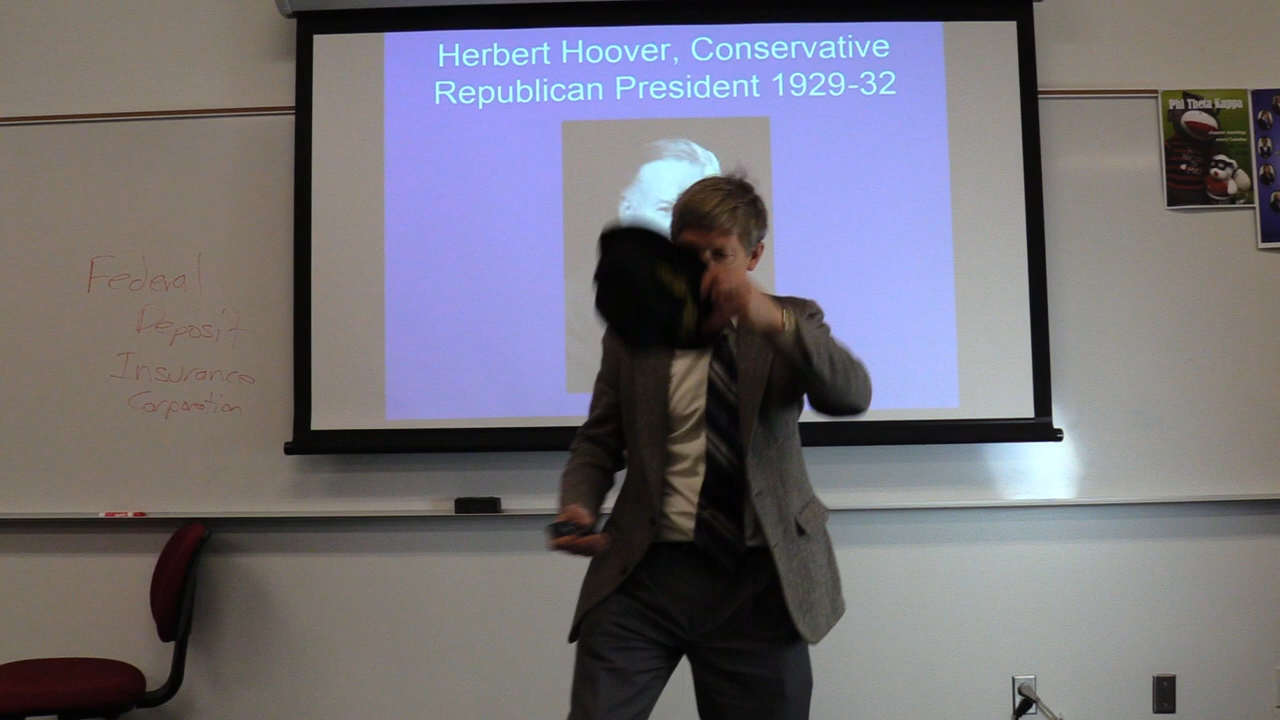 Herbert Hoover, Conservative
Republican President 1929-32
Federal
Deposit
Insurance
Corporation
Phi Theta Kappa